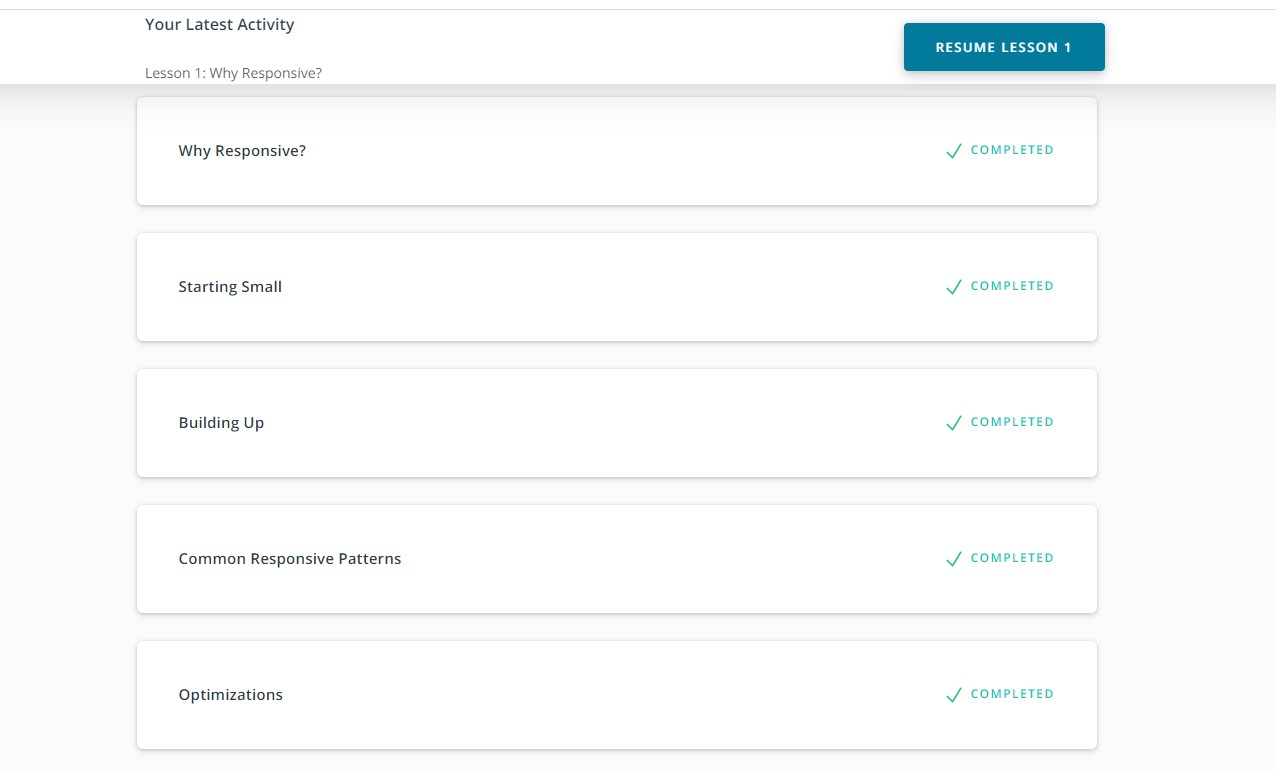 Your Latest Activity
RESUME LESSON 1
Lesson 1: Why Responsive?
Why Responsive? COMPLETED
Starting Small COMPLETED
Building Up COMPLETED
Common Responsive Patterns COMPLETED
Optimizations COMPLETED